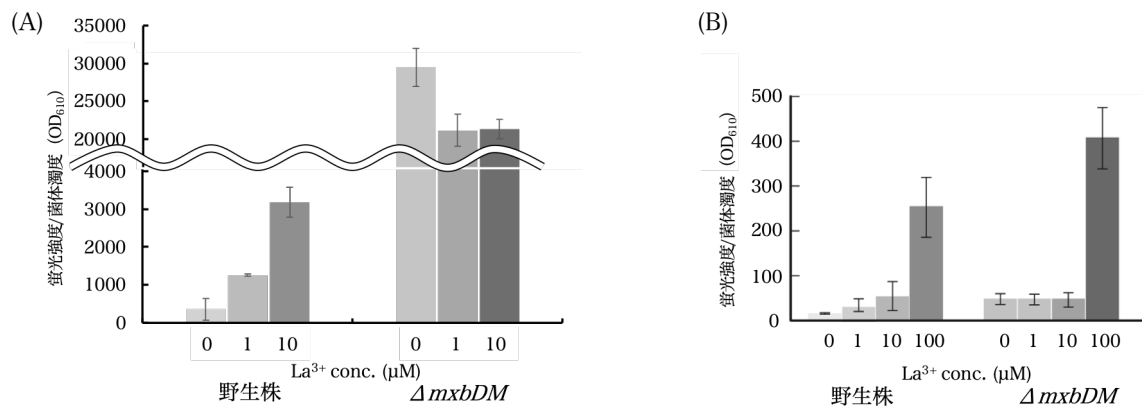 (A)
蛍光強度/菌体濁度 (OD₆₁₀)
35000
30000
25000
20000
4000
3000
2000
1000
0
0 1 10 0 1 10
La³⁺ conc. (µM)
野生株 ΔmxbDM
(B)
蛍光強度/菌体濁度 (OD₆₁₀)
500
400
300
200
100
0
0 1 10 100 0 1 10 100
La³⁺ conc. (µM)
野生株 ΔmxbDM